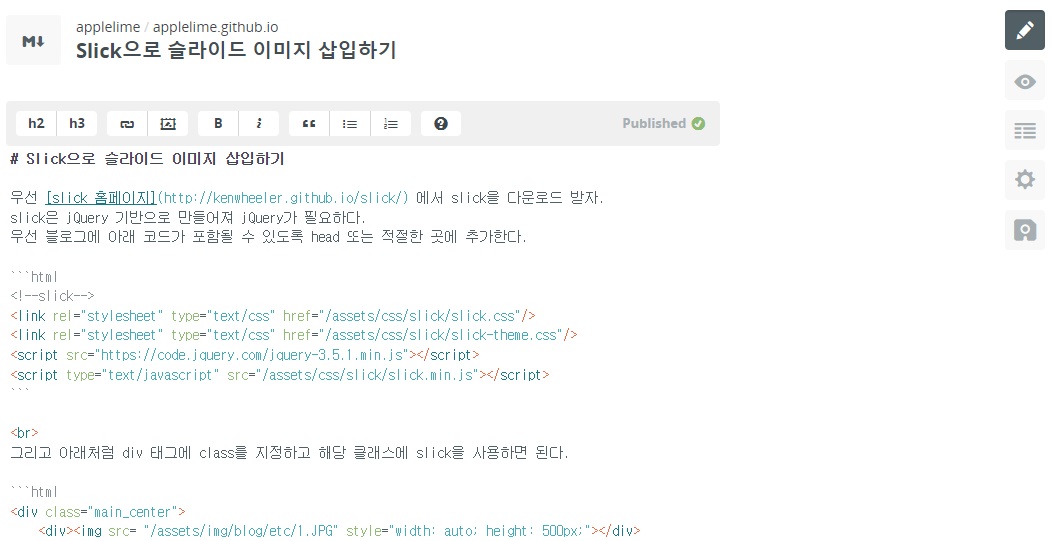 M↓
applelime / applelime.github.io
Slick으로 슬라이드 이미지 삽입하기
h2 h3 B i “ ?
Published
# Slick으로 슬라이드 이미지 삽입하기
우선 [slick 홈페이지](http://kenwheeler.github.io/slick/) 에서 slick을 다운로드 받자.
slick은 jQuery 기반으로 만들어져 jQuery가 필요하다.
우선 블로그에 아래 코드가 포함될 수 있도록 head 또는 적절한 곳에 추가한다.
```html
<!--slick-->
<link rel="stylesheet" type="text/css" href="/assets/css/slick/slick.css"/>
<link rel="stylesheet" type="text/css" href="/assets/css/slick/slick-theme.css"/>
<script src="https://code.jquery.com/jquery-3.5.1.min.js"></script>
<script type="text/javascript" src="/assets/css/slick/slick.min.js"></script>
```
<br>
그리고 아래처럼 div 태그에 class를 지정하고 해당 클래스에 slick을 사용하면 된다.
```html
<div class="main_center">
    <div><img src= "/assets/img/blog/etc/1.JPG" style="width: auto; height: 500px;"></div>